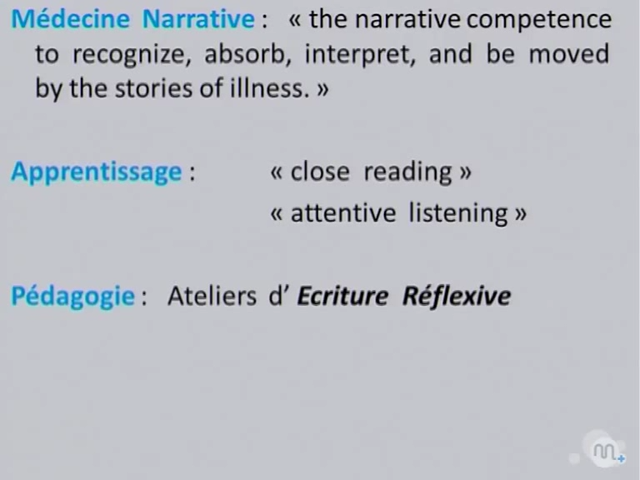 Médecine Narrative : « the narrative competence
to recognize, absorb, interpret, and be moved
by the stories of illness. »
Apprentissage : « close reading »
« attentive listening »
Pédagogie : Ateliers d’ Ecriture Réflexive